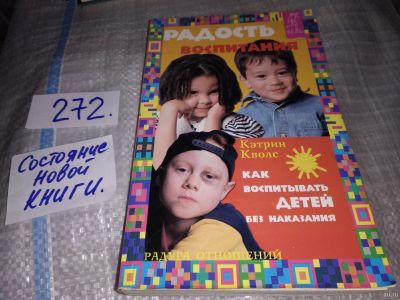 РАДОСТЬ
ВОСПИТАНИЯ
272.
Состояние
новой
книги.
Кэтрин
Кволс
КАК
ВОСПИТЫВАТЬ
ДЕТЕЙ
БЕЗ НАКАЗАНИЯ
РАДУГА ОТНОШЕНИЙ